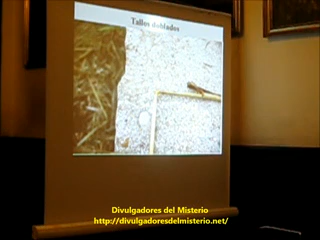 Tallos doblados
Divulgadores del Misterio
http://divulgadoresdelmisterio.net/